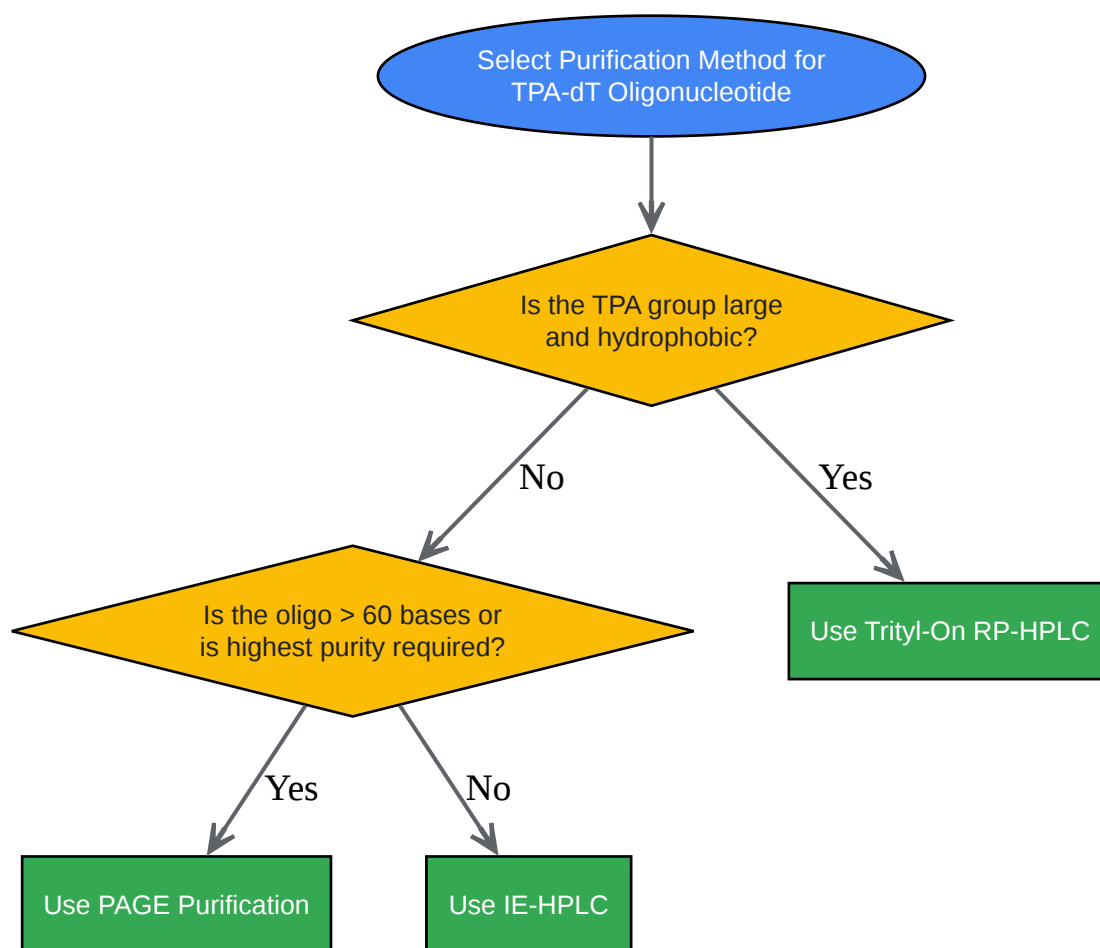 Select Purification Method for
TPA-dT Oligonucleotide
Is the TPA group large
and hydrophobic?
No
Yes
Is the oligo > 60 bases or
is highest purity required?
Use Trityl-On RP-HPLC
Yes
No
Use PAGE Purification
Use IE-HPLC